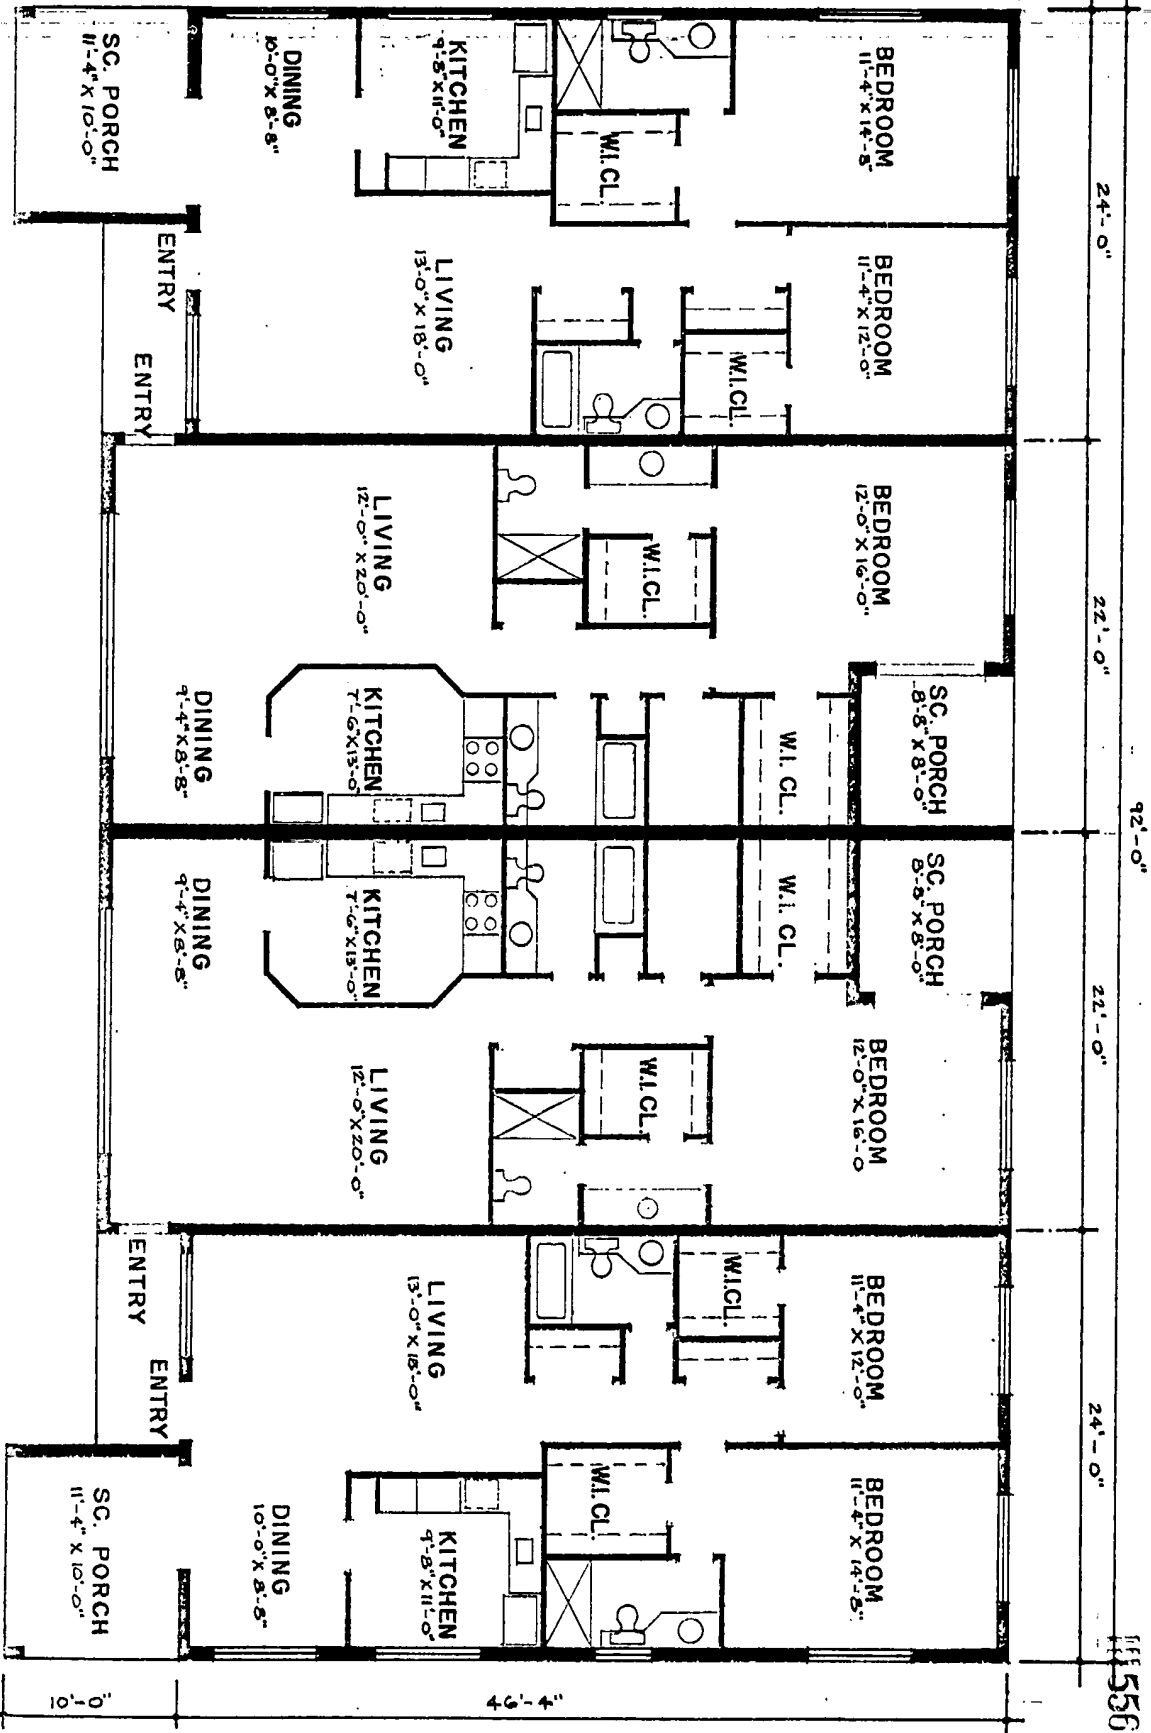 SC. PORCH
11'-4" X 10'-0"
DINING
10'-0" X 8'-8"
KITCHEN
9'-8" X 11'-0"
W.I.CL.
BEDROOM
11'-4" X 14'-8"
24'-0"
ENTRY
ENTRY
LIVING
13'-0" X 18'-0"
W.I.CL.
BEDROOM
11'-4" X 12'-0"
LIVING
12'-0" X 20'-0"
W.I.CL.
BEDROOM
12'-0" X 16'-0"
22'-0"
DINING
9'-4" X 8'-8"
KITCHEN
7'-6" X 13'-0"
W.I. CL.
SC. PORCH
8'-8" X 8'-0"
92'-0"
DINING
9'-4" X 8'-8"
KITCHEN
7'-6" X 13'-0"
W.I. CL.
SC. PORCH
8'-8" X 8'-0"
22'-0"
LIVING
12'-0" X 20'-0"
W.I.CL.
BEDROOM
12'-0" X 16'-0
ENTRY
ENTRY
LIVING
13'-0" X 18'-0"
W.I.CL.
BEDROOM
11'-4" X 12'-0"
24'-0"
SC. PORCH
11'-4" X 10'-0"
DINING
10'-0" X 8'-8"
KITCHEN
9'-8" X 11'-0"
W.I.CL.
BEDROOM
11'-4" X 14'-8"
10'-0"
46'-4"
556